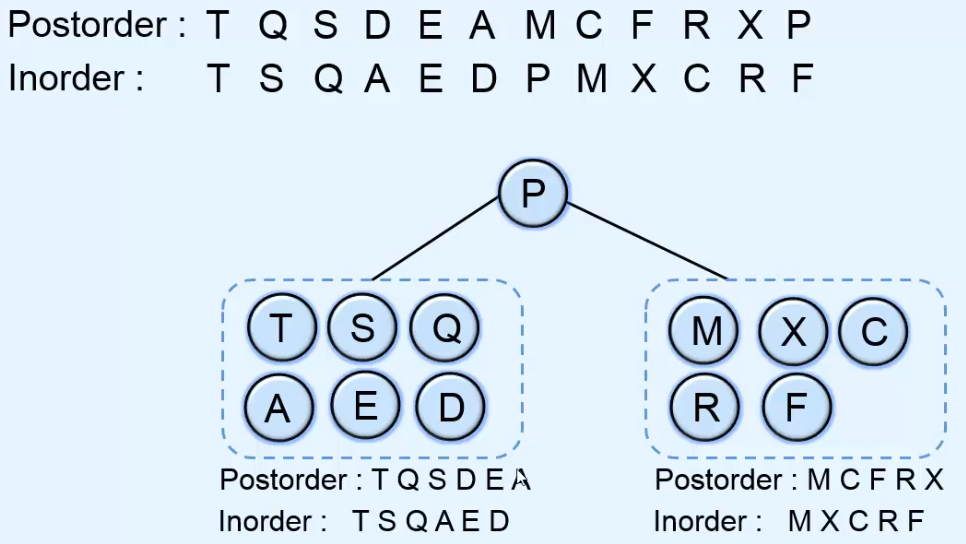 Postorder : T Q S D E A M C F R X P
Inorder : T S Q A E D P M X C R F
P
T S Q
A E D
M X C
R F
Postorder : T Q S D E A
Inorder : T S Q A E D
Postorder : M C F R X
Inorder : M X C R F